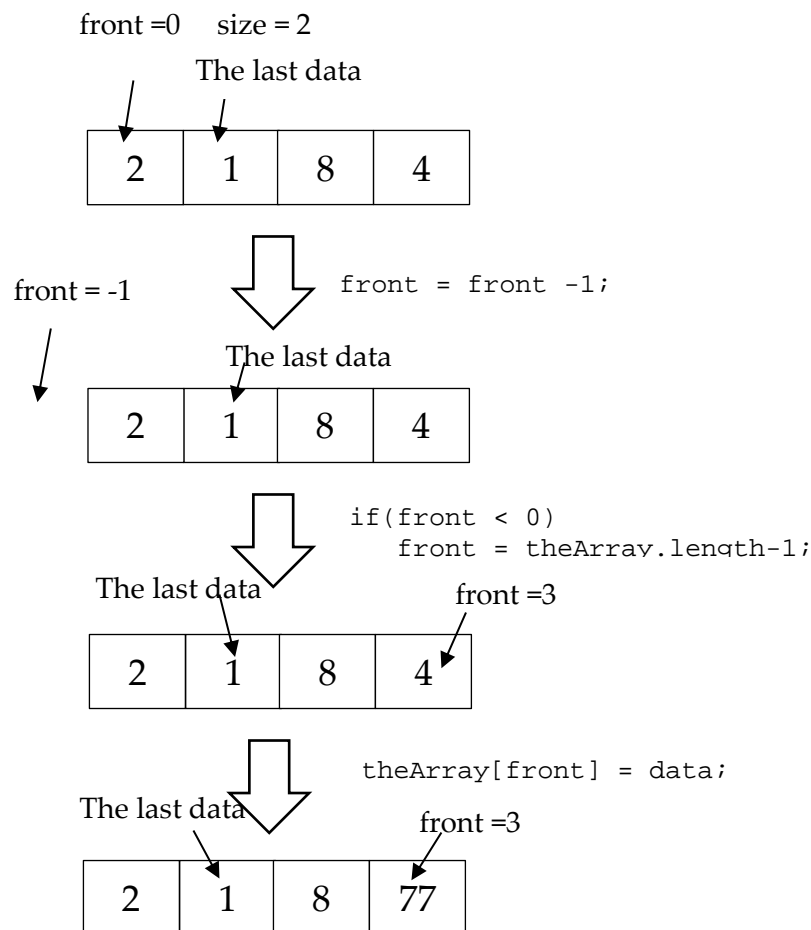 front =0 size = 2
The last data
2 1 8 4
front = front -1;
front = -1
The last data
2 1 8 4
if(front < 0)
front = theArray.length-1;
The last data
front =3
2 1 8 4
theArray[front] = data;
The last data
front =3
2 1 8 77